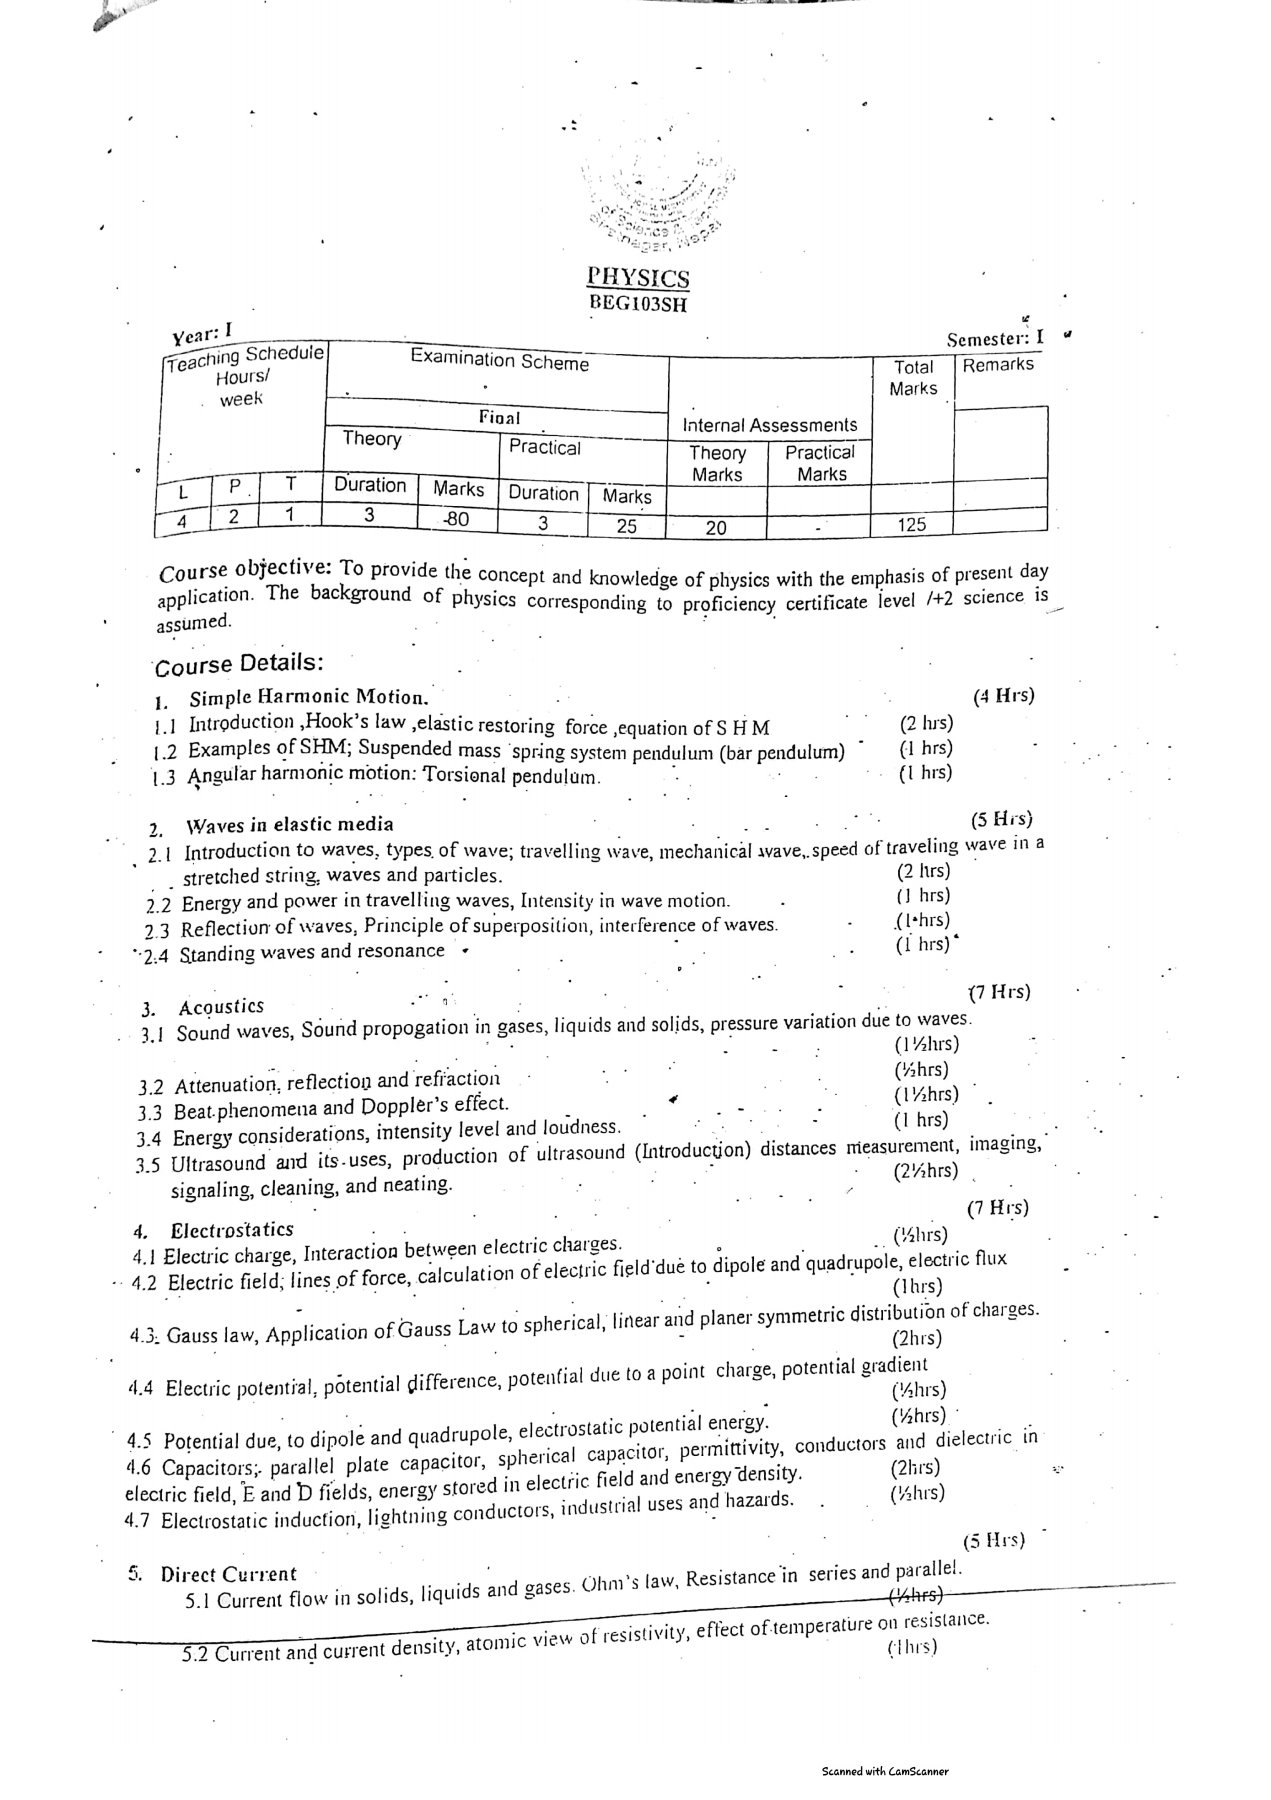 of Science &
Biratnagar, Nepal
PHYSICS
BEG103SH
Year: I
Semester: I
Teaching Schedule Hours/ week
Examination Scheme
Total Marks
Remarks
Final
Internal Assessments
Theory
Practical
Theory Marks
Practical Marks
L P T Duration Marks Duration Marks
4 2 1 3 80 3 25 20 - 125
Course objective: To provide the concept and knowledge of physics with the emphasis of present day
application. The background of physics corresponding to proficiency certificate level /+2 science is
assumed.
Course Details:
1. Simple Harmonic Motion. (4 Hrs)
1.1 Introduction ,Hook's law ,elastic restoring force ,equation of S H M (2 hrs)
1.2 Examples of SHM; Suspended mass spring system pendulum (bar pendulum) (1 hrs)
1.3 Angular harmonic motion: Torsional pendulum. (1 hrs)
2. Waves in elastic media (5 Hrs)
2.1 Introduction to waves, types of wave; travelling wave, mechanical wave, speed of traveling wave in a
stretched string, waves and particles. (2 hrs)
2.2 Energy and power in travelling waves, Intensity in wave motion. (1 hrs)
2.3 Reflection of waves, Principle of superposition, interference of waves. (1 hrs)
2.4 Standing waves and resonance (1 hrs)
3. Acoustics (7 Hrs)
3.1 Sound waves, Sound propogation in gases, liquids and solids, pressure variation due to waves.
(1½hrs)
3.2 Attenuation, reflection and refraction (½hrs)
3.3 Beat phenomena and Doppler's effect. (1½hrs)
3.4 Energy considerations, intensity level and loudness. (1 hrs)
3.5 Ultrasound and its uses, production of ultrasound (Introduction) distances measurement, imaging,
signaling, cleaning, and neating. (2½hrs)
4. Electrostatics (7 Hrs)
4.1 Electric charge, Interaction between electric charges. (½hrs)
4.2 Electric field; lines of force, calculation of electric field due to dipole and quadrupole, electric flux
(1hrs)
4.3. Gauss law, Application of Gauss Law to spherical, linear and planer symmetric distribution of charges.
(2hrs)
4.4 Electric potential, potential difference, potential due to a point charge, potential gradient
(½hrs)
4.5 Potential due, to dipole and quadrupole, electrostatic potential energy. (½hrs)
4.6 Capacitors; parallel plate capacitor, spherical capacitor, permittivity, conductors and dielectric in
electric field, E and D fields, energy stored in electric field and energy density. (2hrs)
4.7 Electrostatic induction, lightning conductors, industrial uses and hazards. (½hrs)
5. Direct Current (5 Hrs)
5.1 Current flow in solids, liquids and gases. Ohm's law, Resistance in series and parallel.
(½hrs)
5.2 Current and current density, atomic view of resistivity, effect of temperature on resistance.
(1hrs)
Scanned with CamScanner